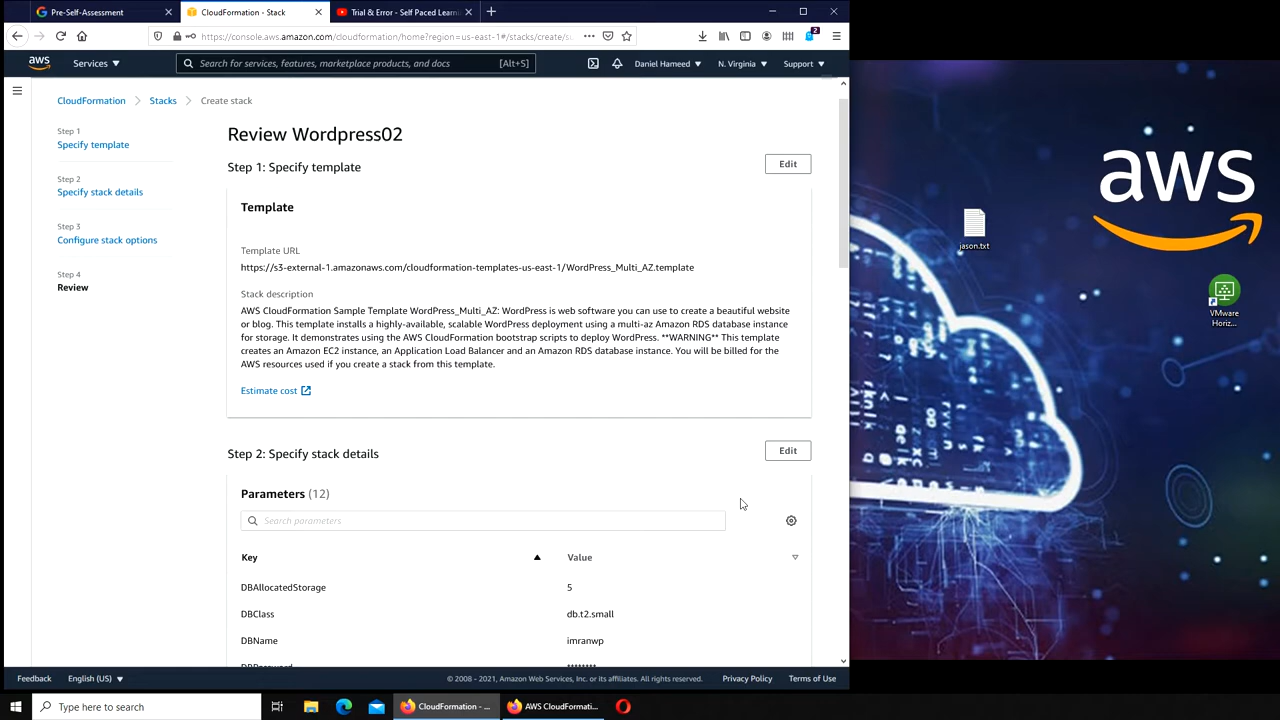 Pre-Self-Assessment
CloudFormation - Stack
Trial & Error - Self Paced Learni
https://console.aws.amazon.com/cloudformation/home?region=us-east-1#/stacks/create/
2
aws
Services
Search for services, features, marketplace products, and docs
[Alt+S]
Daniel Hameed
N. Virginia
Support
CloudFormation
Stacks
Create stack
Step 1
Specify template
Step 2
Specify stack details
Step 3
Configure stack options
Step 4
Review
Review Wordpress02
Step 1: Specify template
Edit
Template
Template URL
https://s3-external-1.amazonaws.com/cloudformation-templates-us-east-1/WordPress_Multi_AZ.template
Stack description
AWS CloudFormation Sample Template WordPress_Multi_AZ: WordPress is web software you can use to create a beautiful website
or blog. This template installs a highly-available, scalable WordPress deployment using a multi-az Amazon RDS database instance
for storage. It demonstrates using the AWS CloudFormation bootstrap scripts to deploy WordPress. **WARNING** This template
creates an Amazon EC2 instance, an Application Load Balancer and an Amazon RDS database instance. You will be billed for the
AWS resources used if you create a stack from this template.
Estimate cost
Step 2: Specify stack details
Edit
Parameters (12)
Search parameters
Key
Value
DBAllocatedStorage
5
DBClass
db.t2.small
DBName
imranwp
DBPassword
********
Feedback
English (US)
© 2008 - 2021, Amazon Web Services, Inc. or its affiliates. All rights reserved.
Privacy Policy
Terms of Use
Type here to search
CloudFormation - ...
AWS CloudFormati...
aws
jason.txt
VMware
Horiz...